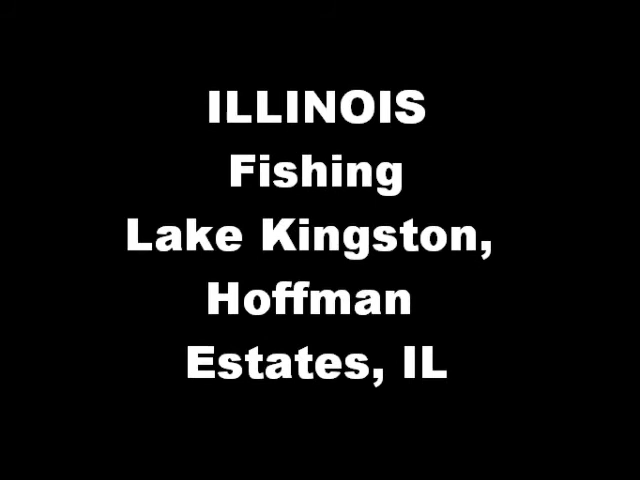 ILLINOIS
Fishing
Lake Kingston,
Hoffman
Estates, IL